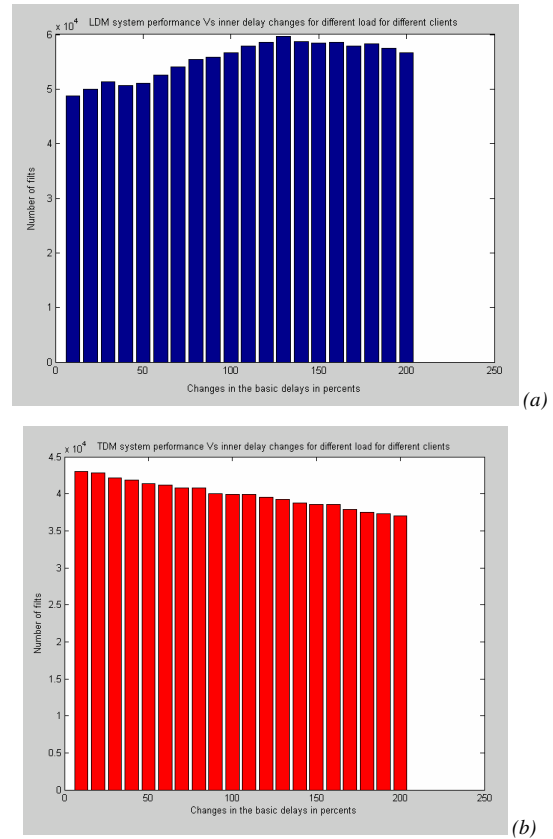 LDM system performance Vs inner delay changes for different load for different clients
x 10^4
6
5
4
3
2
1
0
Number of filts
0 50 100 150 200 250
Changes in the basic delays in percents
(a)
TDM system performance Vs inner delay changes for different load for different clients
x 10^4
4.5
4
3.5
3
2.5
2
1.5
1
0.5
0
Number of filts
0 50 100 150 200 250
Changes in the basic delays in percents
(b)